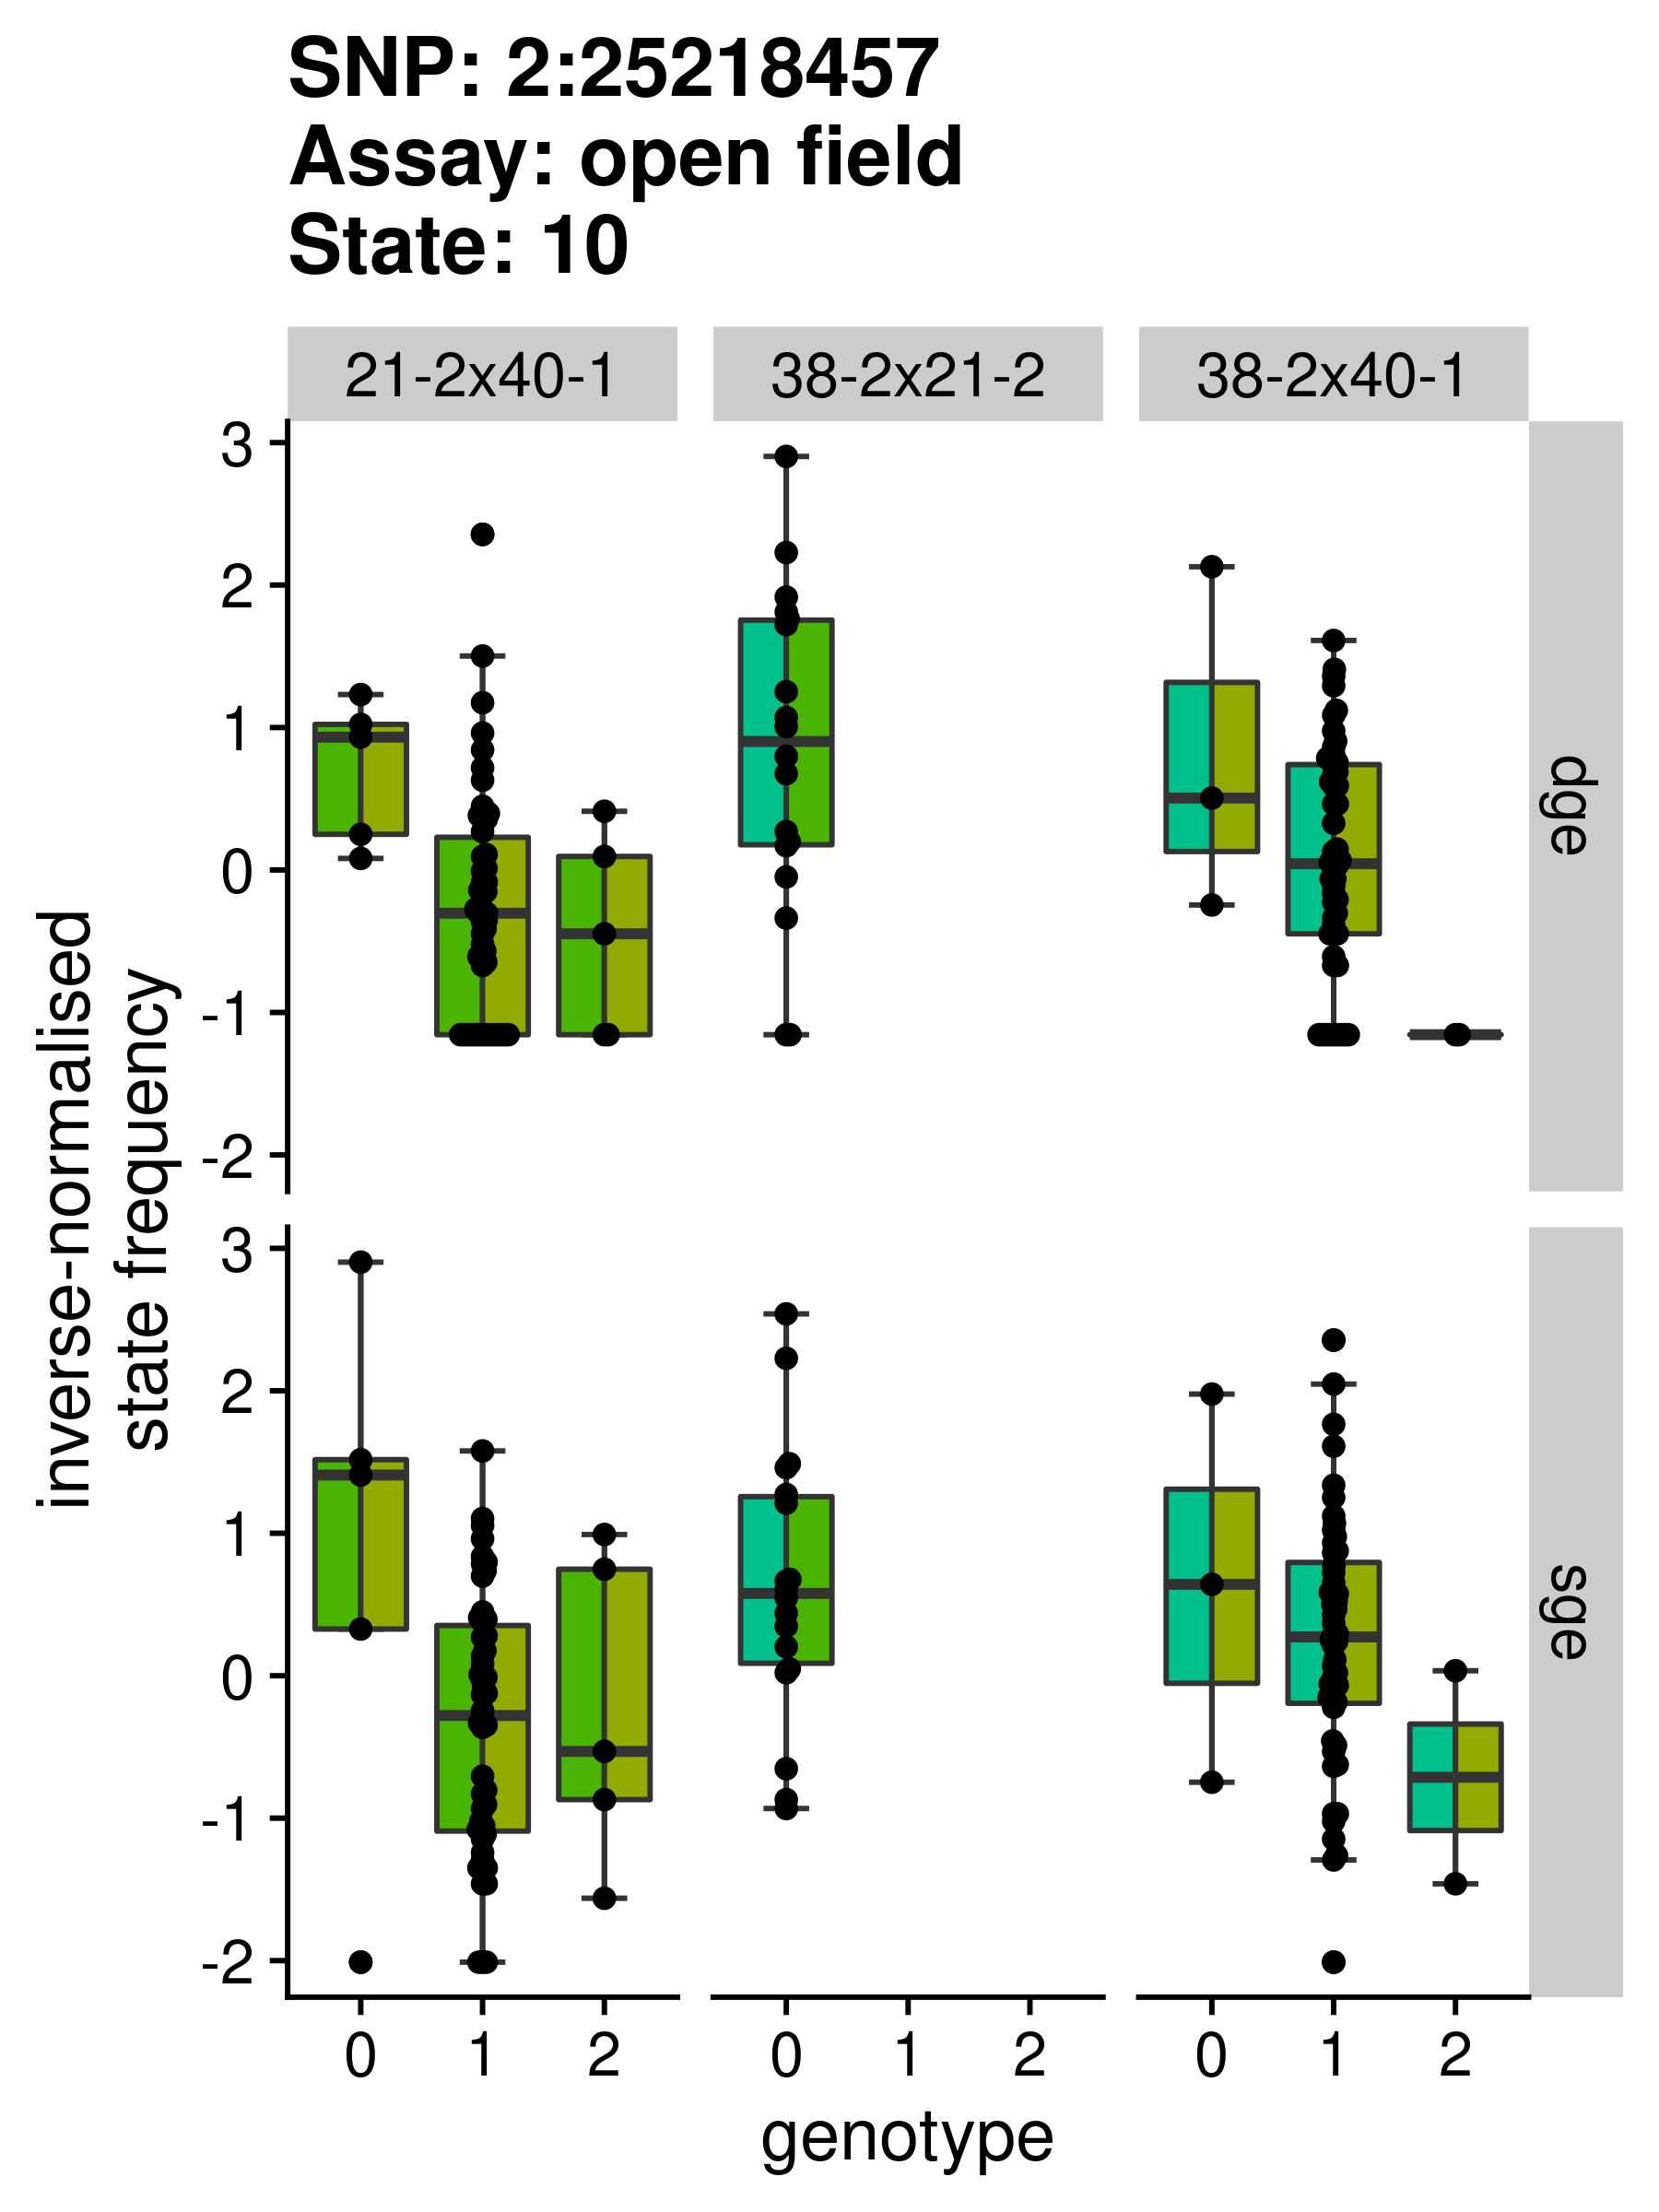 SNP: 2:25218457
Assay: open field
State: 10
21-2x40-1 38-2x21-2 38-2x40-1
3
2
1
0
-1
-2
dge
3
2
1
0
-1
-2
sge
inverse-normalised
state frequency
0 1 2 0 1 2 0 1 2
genotype